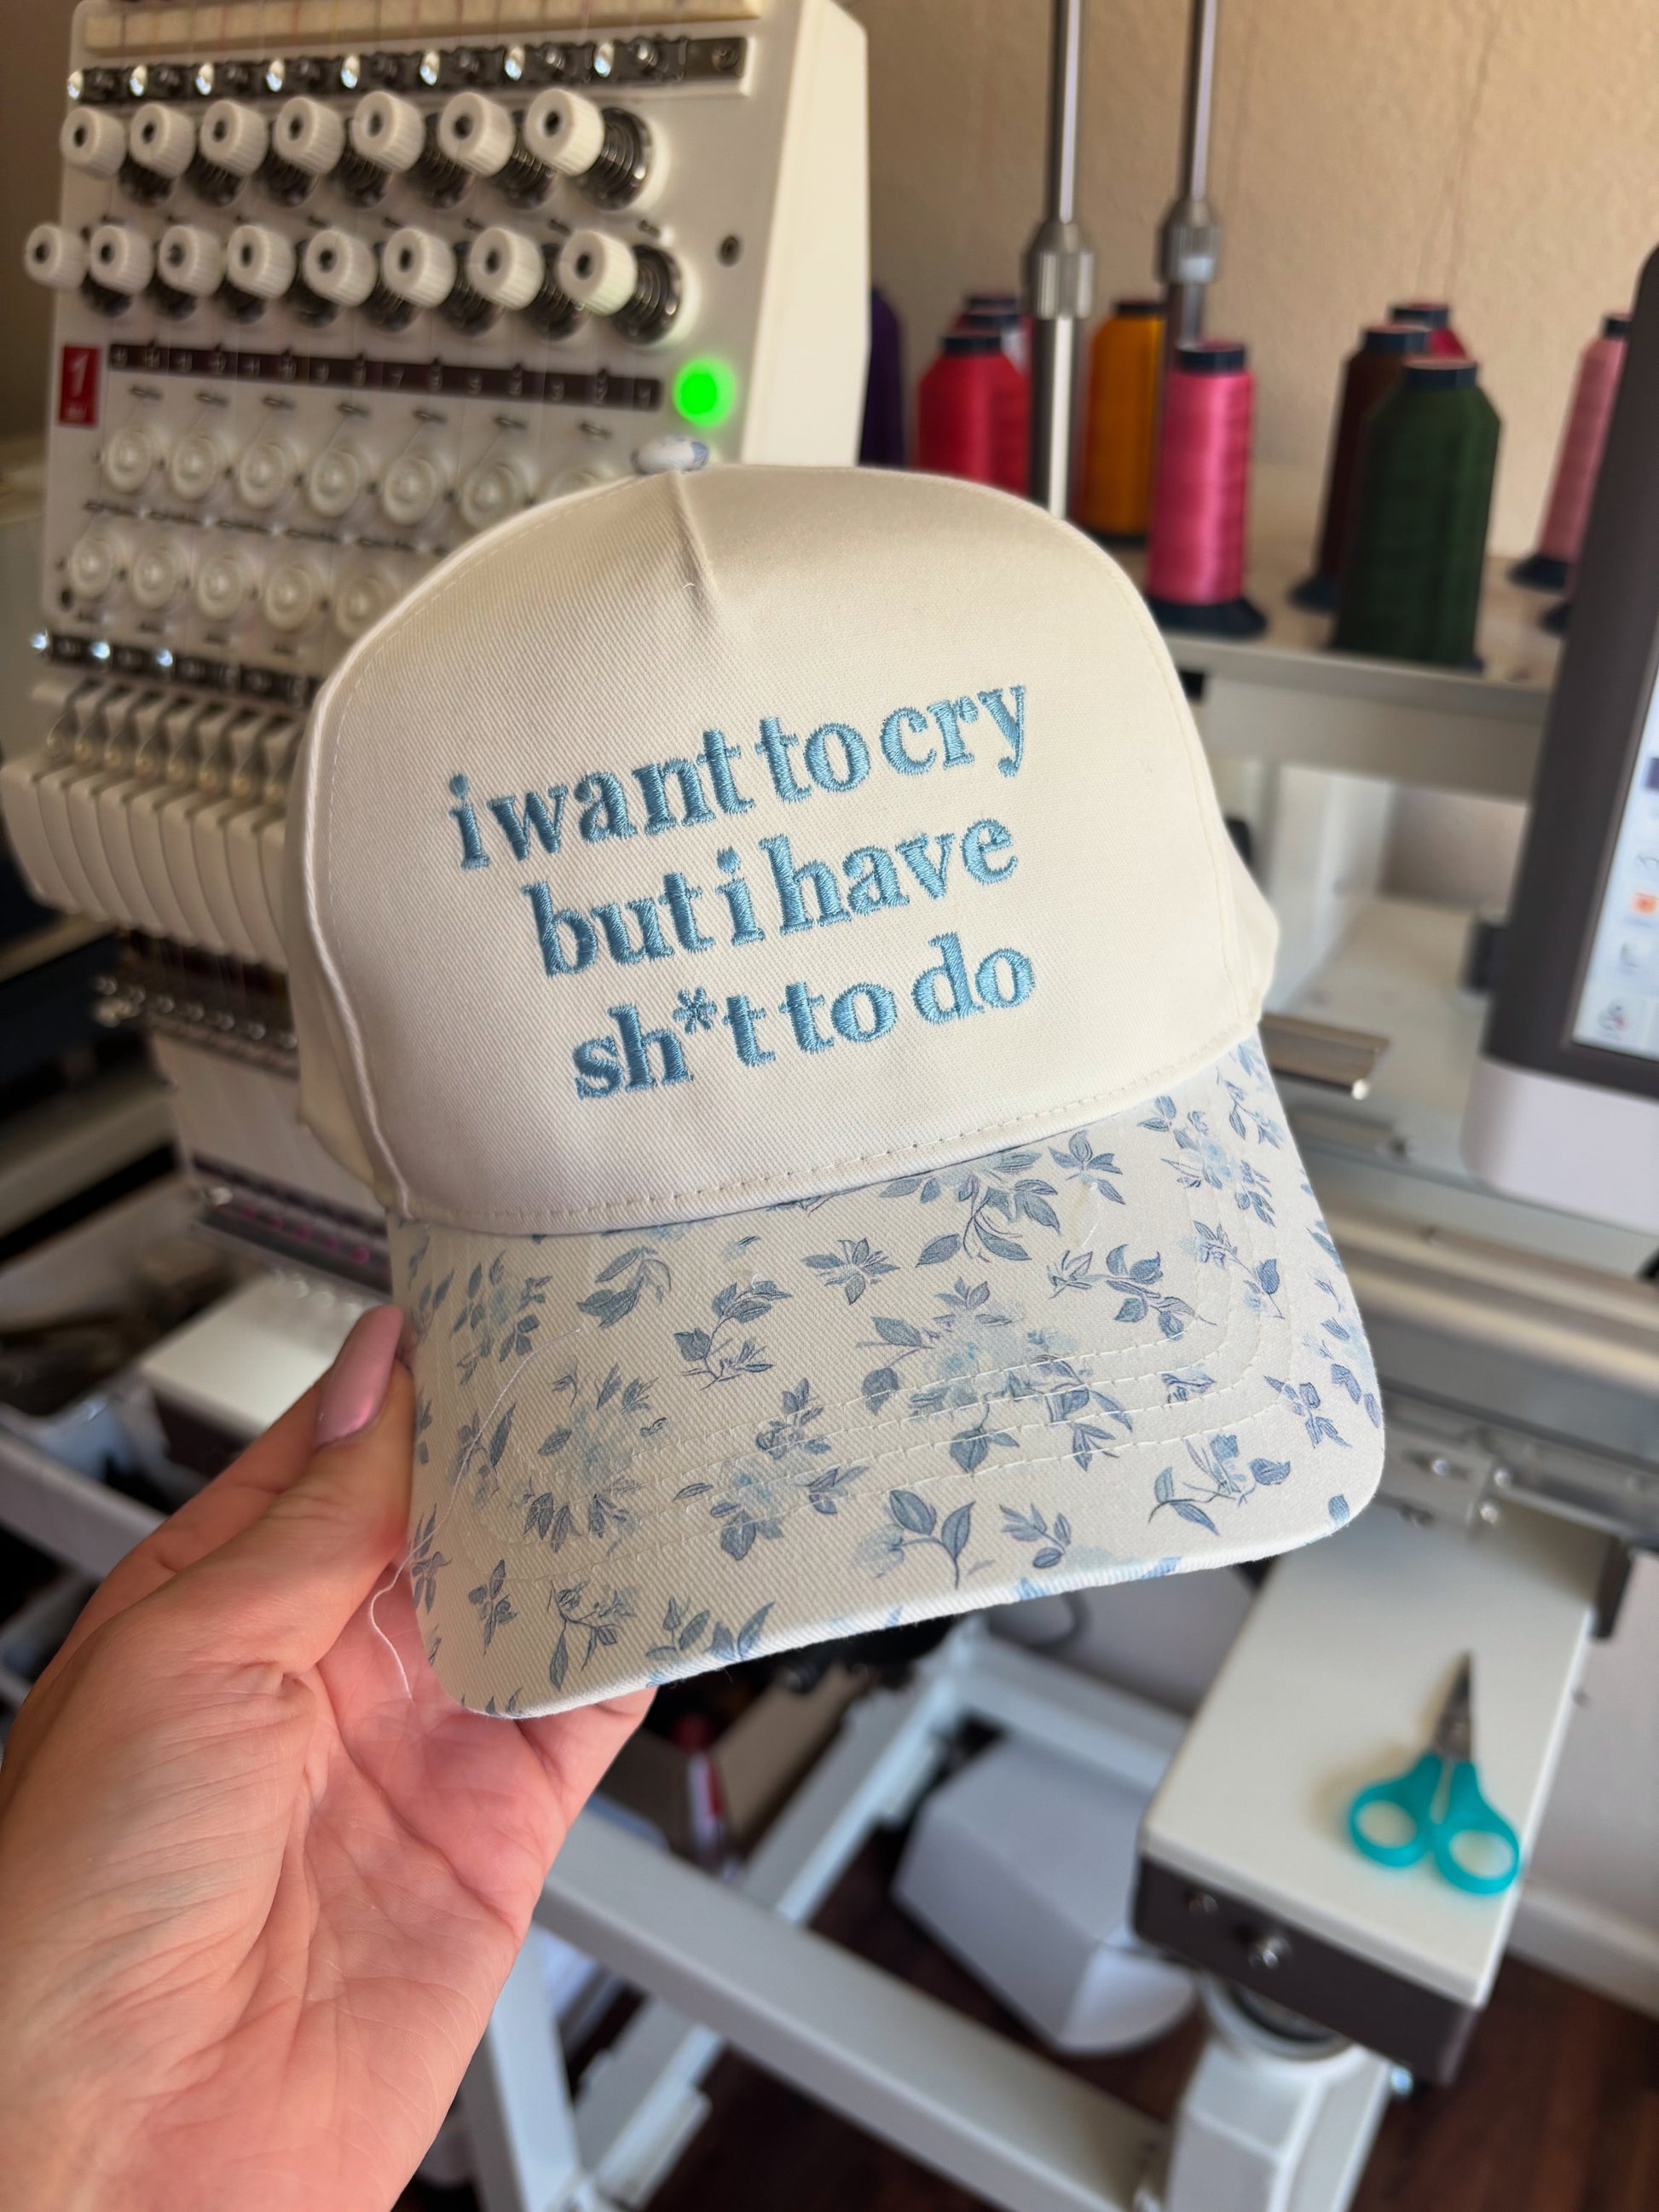 i want to cry
but i have
sh*t to do